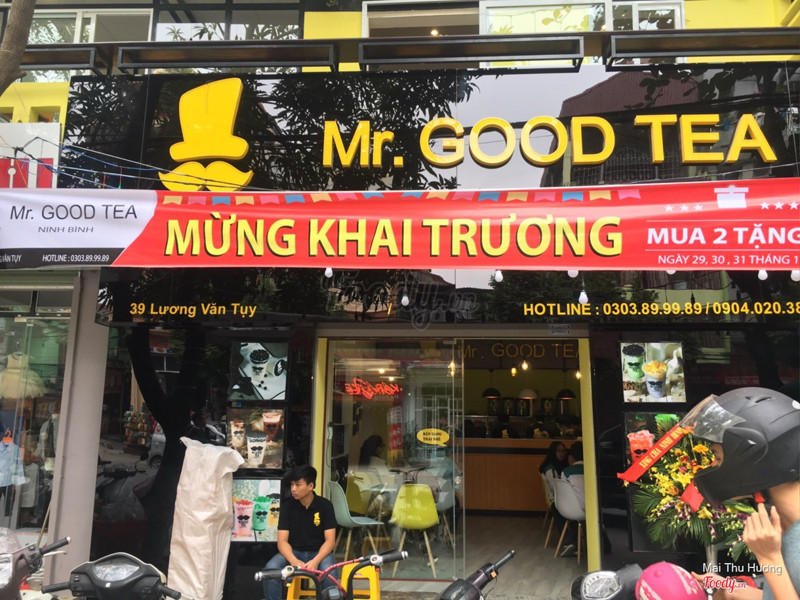 Mr. GOOD TEA
Mr. GOOD TEA
NINH BÌNH
HOTLINE : 0303.89.99.89
MỪNG KHAI TRƯƠNG
MUA 2 TẶNG
NGÀY 29, 30, 31 THÁNG 1
39 Lương Văn Tụy
HOTLINE : 0303.89.99.89 / 0904.020.38
Mr. GOOD TEA
Mai Thu Hương
Foody.vn